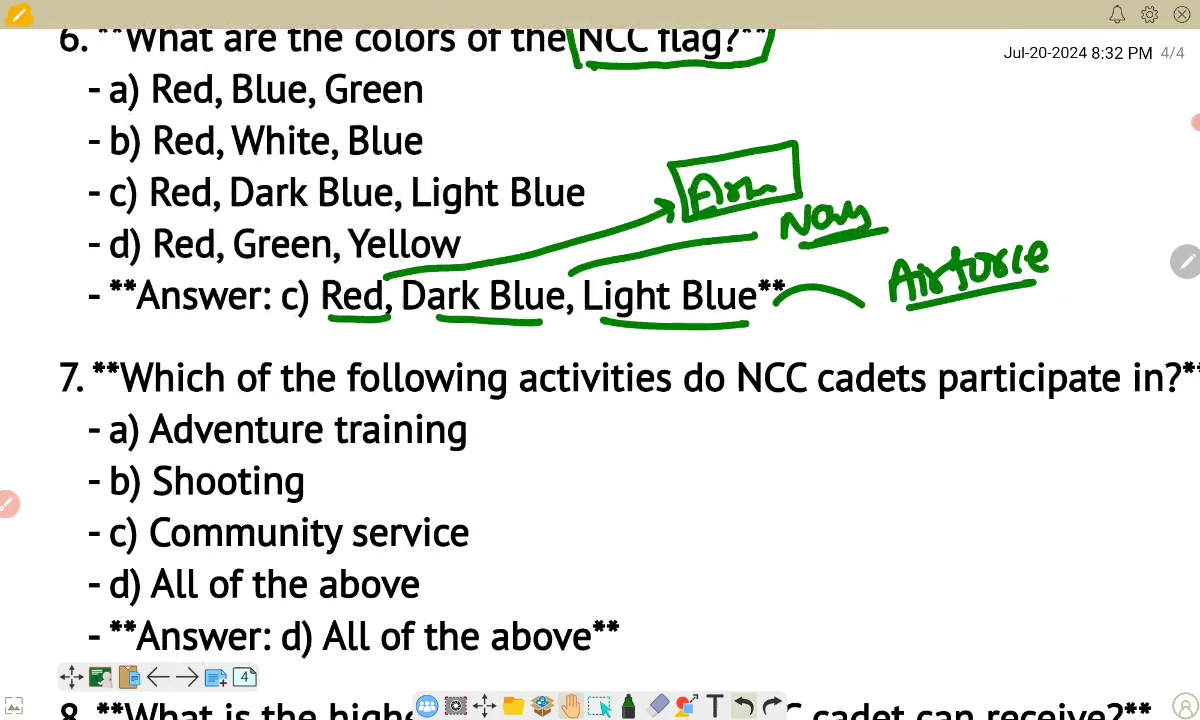 Jul-20-2024 8:32 PM 4/4
6. **What are the colors of the NCC flag?**
- a) Red, Blue, Green
- b) Red, White, Blue
- c) Red, Dark Blue, Light Blue
- d) Red, Green, Yellow
Navy
Airforce
- **Answer: c) Red, Dark Blue, Light Blue**
7. **Which of the following activities do NCC cadets participate in?**
- a) Adventure training
- b) Shooting
- c) Community service
- d) All of the above
- **Answer: d) All of the above**
4
8. **What is the highe
cadet can receive?**